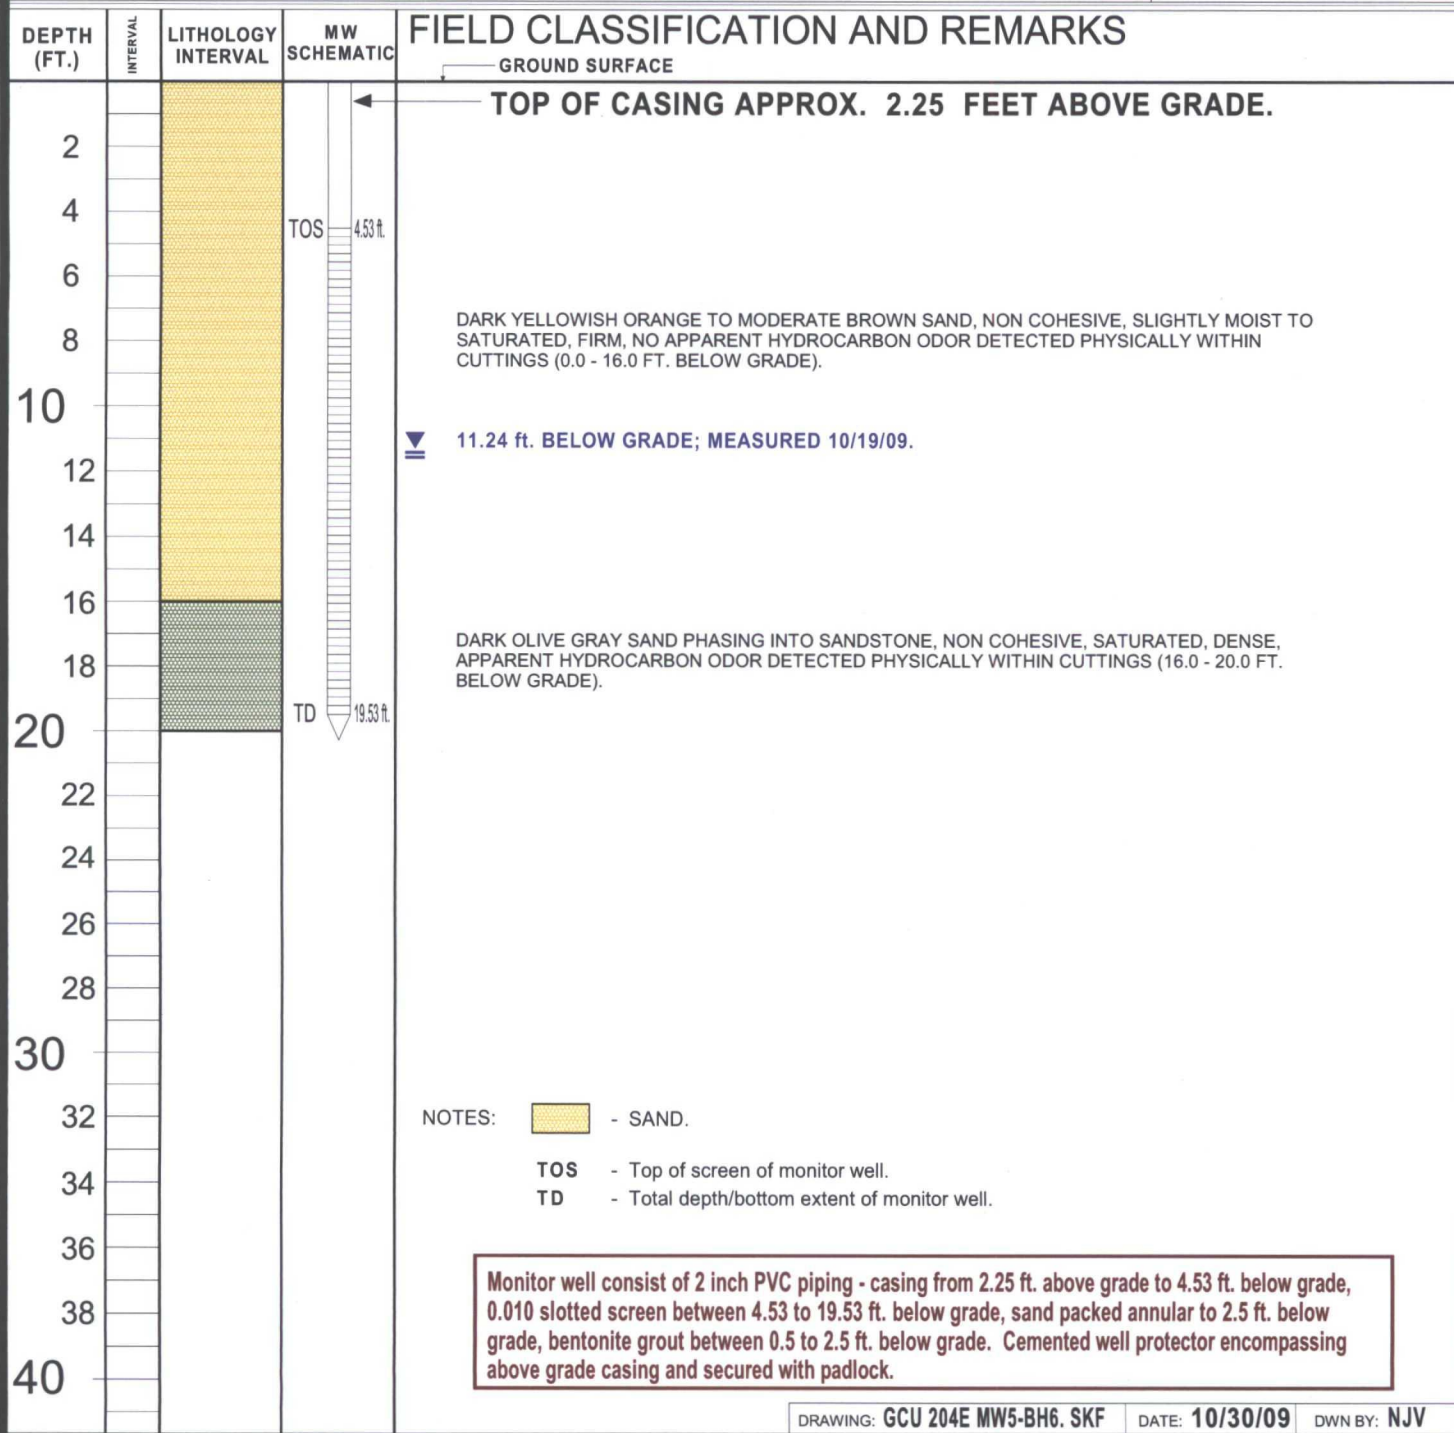 DEPTH
(FT.)
INTERVAL
LITHOLOGY
INTERVAL
MW
SCHEMATIC
FIELD CLASSIFICATION AND REMARKS
GROUND SURFACE
TOP OF CASING APPROX. 2.25 FEET ABOVE GRADE.
2
4
TOS
4.53 ft.
6
DARK YELLOWISH ORANGE TO MODERATE BROWN SAND, NON COHESIVE, SLIGHTLY MOIST TO
SATURATED, FIRM, NO APPARENT HYDROCARBON ODOR DETECTED PHYSICALLY WITHIN
CUTTINGS (0.0 - 16.0 FT. BELOW GRADE).
8
10
11.24 ft. BELOW GRADE; MEASURED 10/19/09.
12
14
16
DARK OLIVE GRAY SAND PHASING INTO SANDSTONE, NON COHESIVE, SATURATED, DENSE,
APPARENT HYDROCARBON ODOR DETECTED PHYSICALLY WITHIN CUTTINGS (16.0 - 20.0 FT.
BELOW GRADE).
18
TD
19.53 ft.
20
22
24
26
28
30
32
NOTES:
- SAND.
TOS - Top of screen of monitor well.
TD - Total depth/bottom extent of monitor well.
34
36
Monitor well consist of 2 inch PVC piping - casing from 2.25 ft. above grade to 4.53 ft. below grade,
0.010 slotted screen between 4.53 to 19.53 ft. below grade, sand packed annular to 2.5 ft. below
grade, bentonite grout between 0.5 to 2.5 ft. below grade. Cemented well protector encompassing
above grade casing and secured with padlock.
38
40
DRAWING: GCU 204E MW5-BH6. SKF DATE: 10/30/09 DWN BY: NJV